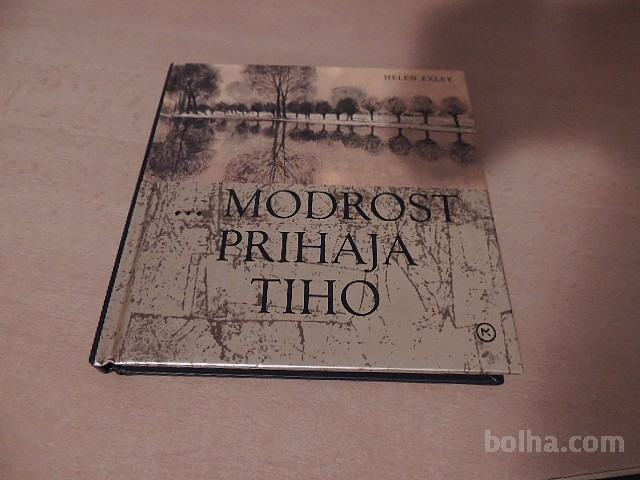 HELEN EXLEY
... MODROST
PRIHAJA
TIHO
M
bolha.com